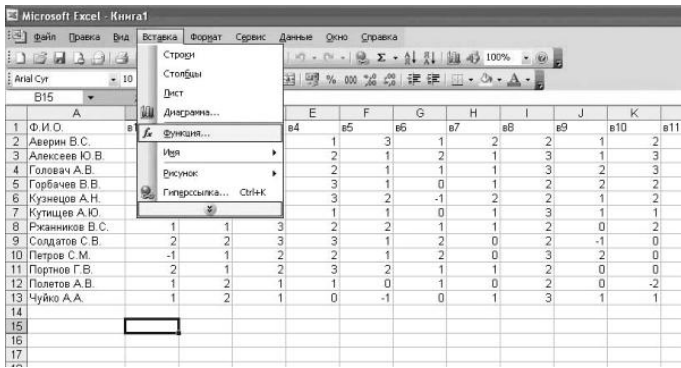 Microsoft Excel - Книга1
Файл Правка Вид Вставка Формат Сервис Данные Окно Справка
100%
Arial Cyr 10 % 000
B15
Строки
Столбцы
Лист
Диаграмма...
Функция...
Имя
Рисунок
Гиперссылка... Ctrl+K
A E F G H I J K
1 Ф.И.О. в4 в5 в6 в7 в8 в9 в10 в11
2 Аверин В.С. 1 3 1 2 2 1 2
3 Алексеев Ю.В. 2 1 2 1 3 1 3
4 Головач А.В. 2 1 1 1 3 2 3
5 Горбачев В.В. 3 1 0 1 2 2 2
6 Кузнецов А.Н. 3 2 -1 2 2 1 2
7 Кутищев А.Ю. 1 1 0 1 3 1 1
8 Ржанников В.С. 1 1 3 2 2 1 1 2 0 2
9 Солдатов С.В. 2 2 3 3 1 2 0 2 -1 0
10 Петров С.М. -1 1 2 2 1 2 0 3 2 0
11 Портнов Г.В. 2 1 2 3 2 1 1 2 0 0
12 Полетов А.В. 1 2 1 1 0 1 0 2 0 -2
13 Чуйко А.А. 1 2 1 0 -1 0 1 3 1 1
14
15
16
17